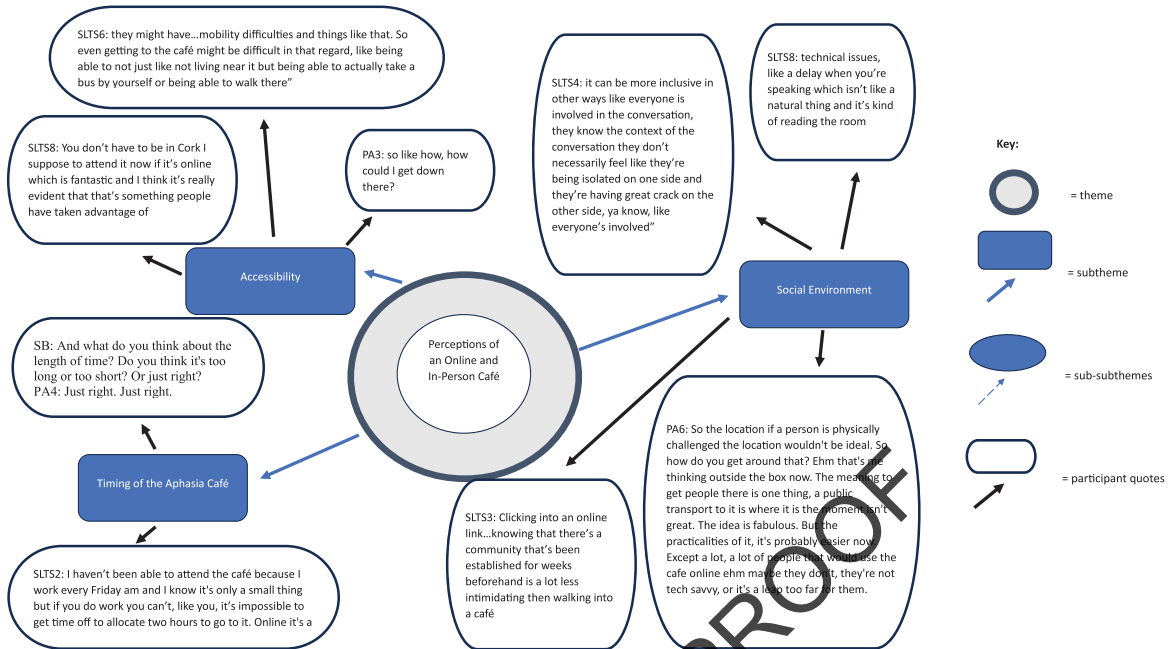 SLTS6: they might have…mobility difficulties and things like that. So
even getting to the café might be difficult in that regard, like being
able to not just like not living near it but being able to actually take a
bus by yourself or being able to walk there”
SLTS8: You don’t have to be in Cork I
suppose to attend it now if it’s online
which is fantastic and I think it’s really
evident that that’s something people
have taken advantage of
PA3: so like how, how
could I get down
there?
Accessibility
SLTS4: it can be more inclusive in
other ways like everyone is
involved in the conversation,
they know the context of the
conversation they don’t
necessarily feel like they’re
being isolated on one side and
they’re having great crack on the
other side, ya know, like
everyone’s involved”
SLTS8: technical issues,
like a delay when you’re
speaking which isn’t like a
natural thing and it’s kind
of reading the room
Social Environment
Perceptions of
an Online and
In-Person Café
SB: And what do you think about the
length of time? Do you think it's too
long or too short? Or just right?
PA4: Just right. Just right.
Timing of the Aphasia Café
SLTS2: I haven’t been able to attend the café because I
work every Friday am and I know it's only a small thing
but if you do work you can’t, like you, it’s impossible to
get time off to allocate two hours to go to it. Online it's a
SLTS3: Clicking into an online
link…knowing that there’s a
community that’s been
established for weeks
beforehand is a lot less
intimidating then walking into
a café
PA6: So the location if a person is physically
challenged the location wouldn't be ideal. So
how do you get around that? Ehm that's me
thinking outside the box now. The meaning to
get people there is one thing, a public
transport to it is where it is the moment isn't
great. The idea is fabulous. But the
practicalities of it, it's probably easier now.
Except a lot, a lot of people that would use the
cafe online ehm maybe they don't, they're not
tech savvy, or it's a leap too far for them.
PROOF
Key:
= theme
= subtheme
= sub-subthemes
= participant quotes